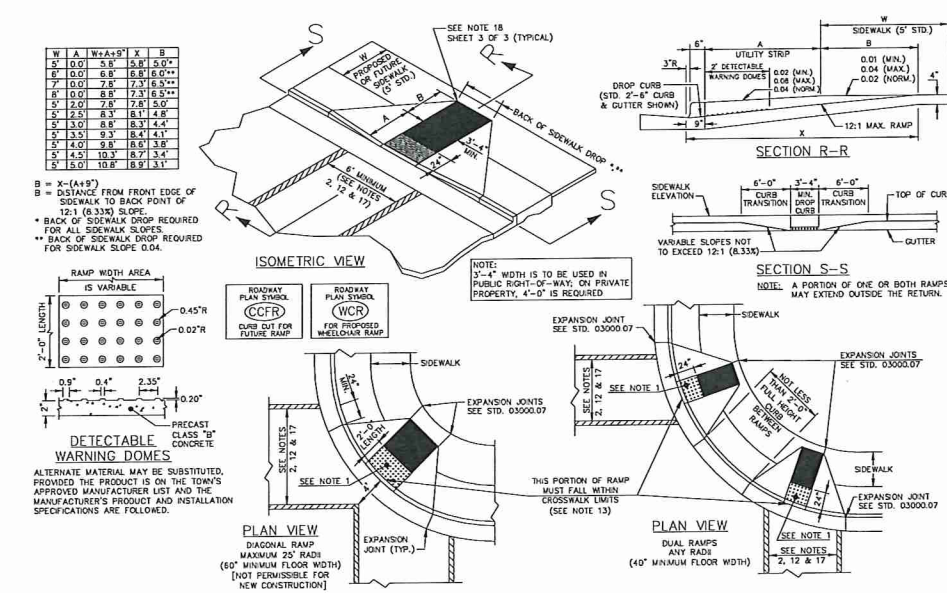 W A W+A+9" X B
5' 0.0' 5.8' 5.8' 5.0'*
6' 0.0' 6.8' 6.8' 6.0'**
7' 0.0' 7.8' 7.3' 6.5'**
8' 0.0' 8.8' 7.3' 6.5'**
5' 2.0' 7.8' 7.8' 5.0'
5' 2.5' 8.3' 8.1' 4.8'
5' 3.0' 8.8' 8.3' 4.4'
5' 3.5' 9.3' 8.4' 4.1'
5' 4.0' 9.8' 8.6' 3.8'
5' 4.5' 10.3' 8.7' 3.4'
5' 5.0' 10.8' 8.9' 3.1'
B = X-(A+9")
B = DISTANCE FROM FRONT EDGE OF
SIDEWALK TO BACK POINT OF
12:1 (8.33%) SLOPE.
* BACK OF SIDEWALK DROP REQUIRED
FOR ALL SIDEWALK SLOPES.
** BACK OF SIDEWALK DROP REQUIRED
FOR SIDEWALK SLOPE 0.04.
RAMP WIDTH AREA
IS VARIABLE
2'-0" LENGTH
0.45"R
0.02"R
0.9" 0.4" 2.35"
0.20"
2"
PRECAST
CLASS "B"
CONCRETE
DETECTABLE
WARNING DOMES
ALTERNATE MATERIAL MAY BE SUBSTITUTED,
PROVIDED THE PRODUCT IS ON THE TOWN'S
APPROVED MANUFACTURER LIST AND THE
MANUFACTURER'S PRODUCT AND INSTALLATION
SPECIFICATIONS ARE FOLLOWED.
S
SEE NOTE 18
SHEET 3 OF 3 (TYPICAL)
R
W
PROPOSED
OR FUTURE
SIDEWALK
(5' STD.)
A
B
BACK OF SIDEWALK DROP
3'-4"
MIN.
24"
6' MINIMUM
(SEE NOTES
2, 12 & 17)
R
S
ISOMETRIC VIEW
NOTE:
3'-4" WIDTH IS TO BE USED IN
PUBLIC RIGHT-OF-WAY; ON PRIVATE
PROPERTY, 4'-0" IS REQUIRED
ROADWAY
PLAN SYMBOL
CCFR
CURB CUT FOR
FUTURE RAMP
ROADWAY
PLAN SYMBOL
WCR
FOR PROPOSED
WHEELCHAIR RAMP
W
SIDEWALK (5' STD.)
6" A B
UTILITY STRIP
3"R
2' DETECTABLE
WARNING DOMES
0.02 (MIN.)
0.08 (MAX.)
0.04 (NORM.)
0.01 (MIN.)
0.04 (MAX.)
0.02 (NORM.)
4"
DROP CURB
(STD. 2'-6" CURB
& GUTTER SHOWN)
9"
12:1 MAX. RAMP
X
SECTION R-R
SIDEWALK
ELEVATION
6'-0" 3'-4" 6'-0"
CURB
TRANSITION
MIN.
DROP
CURB
CURB
TRANSITION
TOP OF CUR
GUTTER
VARIABLE SLOPES NOT
TO EXCEED 12:1 (8.33%)
SECTION S-S
NOTE: A PORTION OF ONE OR BOTH RAMPS
MAY EXTEND OUTSIDE THE RETURN.
SIDEWALK
24"
MIN.
EXPANSION JOINTS
SEE STD. 03000.07
2'-0"
LENGTH
SEE NOTES
2, 12 & 17
SEE NOTE 1
PLAN VIEW
DIAGONAL RAMP
MAXIMUM 25' RADII
(60" MINIMUM FLOOR WIDTH)
[NOT PERMISSIBLE FOR
NEW CONSTRUCTION]
EXPANSION
JOINT (TYP.)
THIS PORTION OF RAMP
MUST FALL WITHIN
CROSSWALK LIMITS
(SEE NOTE 13)
EXPANSION JOINT
SEE STD. 03000.07
SIDEWALK
EXPANSION JOINTS
SEE STD. 03000.07
24"
SEE NOTE 1
SEE NOTES
2, 12 & 17
NOT LESS
THAN 2'-0"
FULL HEIGHT
CURB
BETWEEN
RAMPS
SIDEWALK
24"
EXPANSION JOINT
SEE STD. 03000.07
SEE NOTE 1
SEE NOTES
2, 12 & 17
PLAN VIEW
DUAL RAMPS
ANY RADII
(40" MINIMUM FLOOR WIDTH)